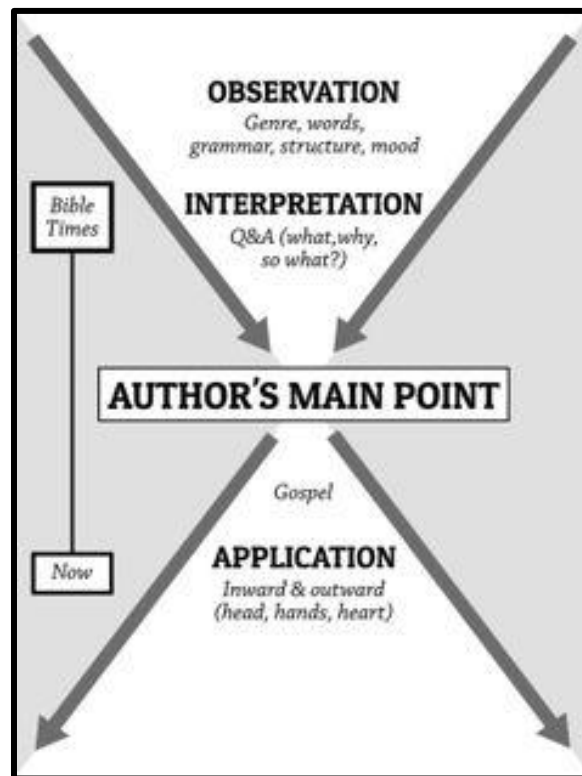 OBSERVATION
Genre, words,
grammar, structure, mood
Bible
Times
INTERPRETATION
Q&A (what,why,
so what?)
AUTHOR'S MAIN POINT
Gospel
APPLICATION
Now
Inward & outward
(head, hands, heart)